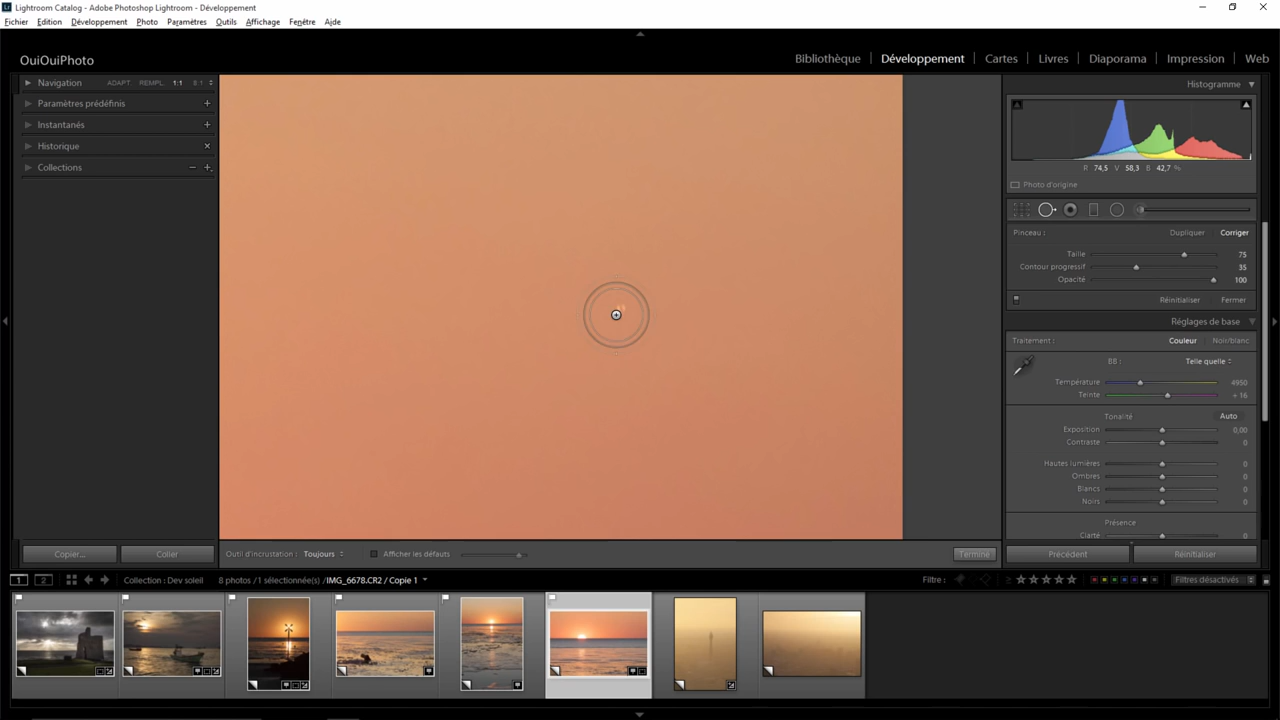 Lightroom Catalog - Adobe Photoshop Lightroom - Développement
Fichier Edition Développement Photo Paramètres Outils Affichage Fenêtre Aide
OuiOuiPhoto
Bibliothèque Développement Cartes Livres Diaporama Impression Web
Navigation ADAPT. REMPL. 1:1 8:1
Paramètres prédéfinis
Instantanés
Historique
Collections
Histogramme
R 74,5 V 58,3 B 42,7 %
Photo d'origine
Pinceau : Dupliquer Corriger
Taille 75
Contour progressif 35
Opacité 100
Réinitialiser Fermer
Réglages de base
Traitement : Couleur Noir/blanc
BB : Telle quelle
Température 4950
Teinte + 16
Tonalité Auto
Exposition 0,00
Contraste 0
Hautes lumières 0
Ombres 0
Blancs 0
Noirs 0
Présence
Clarté 0
Copier... Coller
Outil d'incrustation : Toujours Afficher les défauts Terminé
Précédent Réinitialiser
1 2 Collection : Dev soleil 8 photos /1 sélectionnée(s) /IMG_6678.CR2 / Copie 1
Filtre : Filtres désactivés